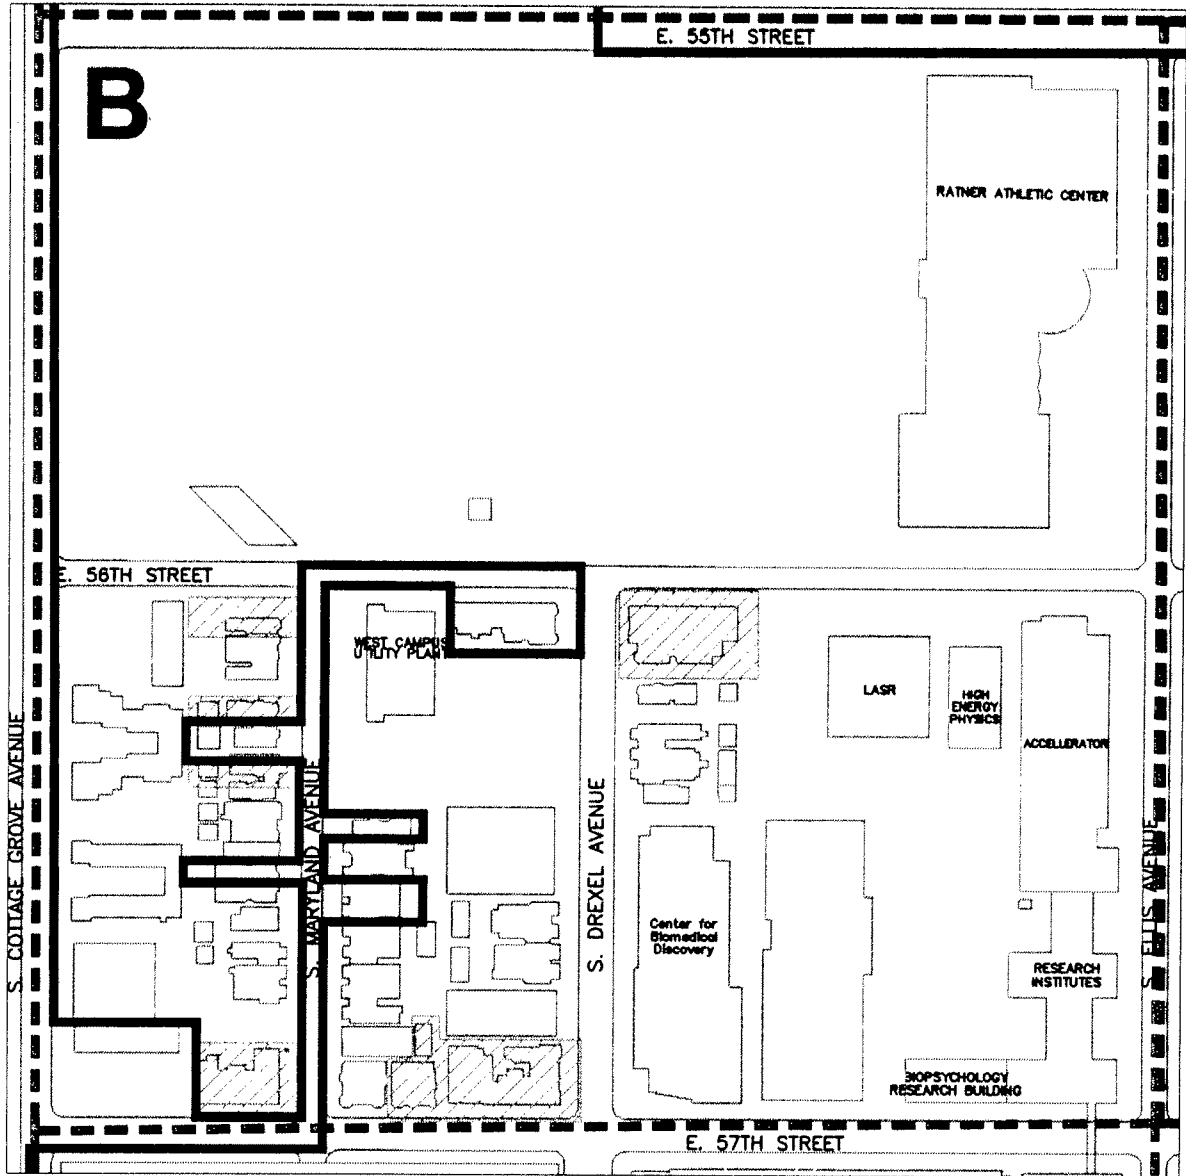 E. 55TH STREET
B
RATNER ATHLETIC CENTER
E. 56TH STREET
WEST CAMPUS
UTILITY PLANT
LASR
HIGH
ENERGY
PHYSICS
ACCELLERATOR
S. COTTAGE GROVE AVENUE
S. MARYLAND AVENUE
S. DREXEL AVENUE
S. ELLIS AVENUE
Center for
Biomedical
Discovery
RESEARCH
INSTITUTES
BIOPSYCHOLOGY
RESEARCH BUILDING
E. 57TH STREET